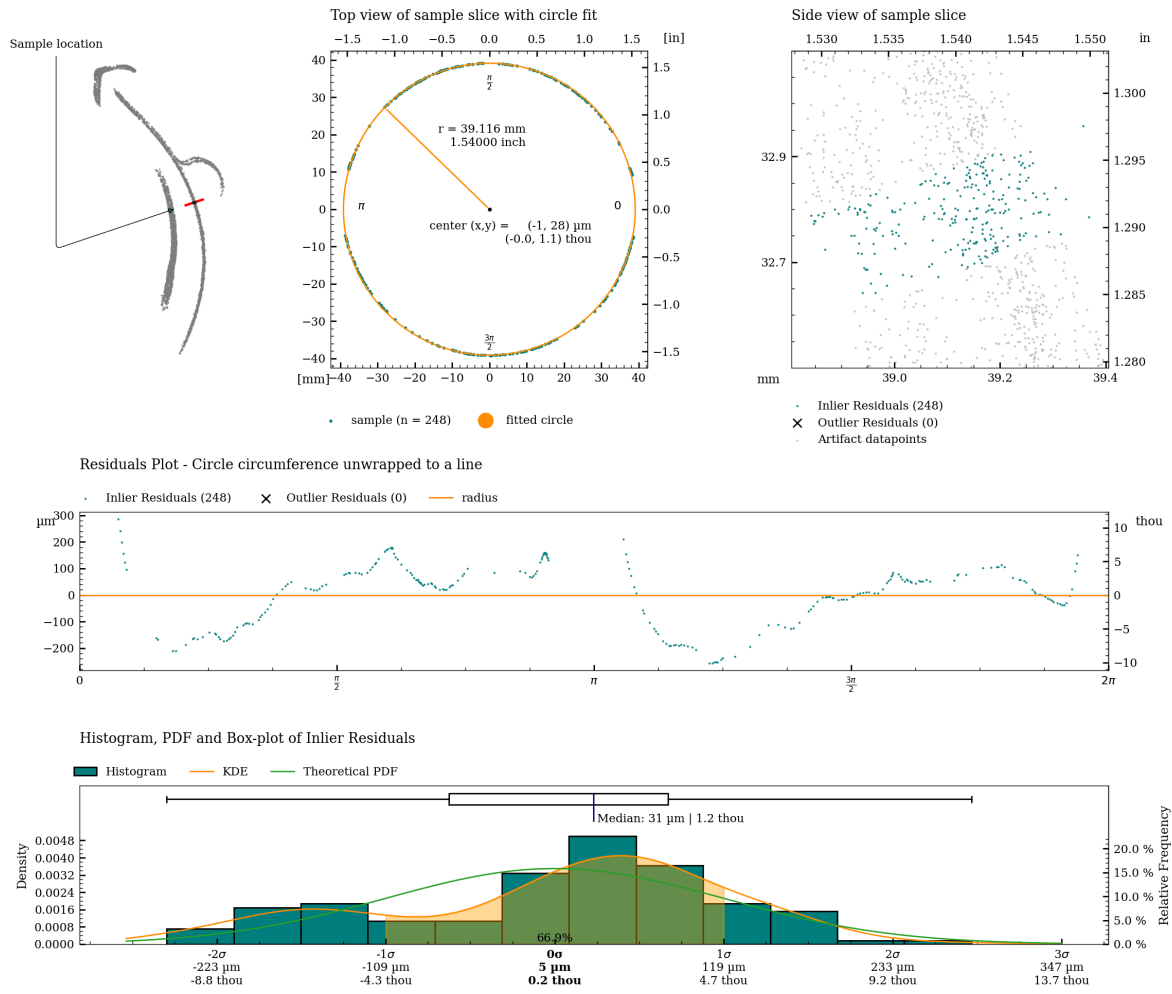 Sample location
Top view of sample slice with circle fit
−1.5 −1.0 −0.5 0.0 0.5 1.0 1.5 [in]
40
30
20
10
0
−10
−20
−30
−40
π/2
r = 39.116 mm
1.54000 inch
π
0
center (x,y) = (-1, 28) µm
(-0.0, 1.1) thou
3π/2
1.5
1.0
0.5
0.0
−0.5
−1.0
−1.5
[mm] −40 −30 −20 −10 0 10 20 30 40
sample (n = 248) fitted circle
Side view of sample slice
1.530 1.535 1.540 1.545 1.550 in
32.9
32.7
1.300
1.295
1.290
1.285
1.280
mm 39.0 39.2 39.4
Inlier Residuals (248)
Outlier Residuals (0)
Artifact datapoints
Residuals Plot - Circle circumference unwrapped to a line
Inlier Residuals (248) Outlier Residuals (0) radius
µm
300
200
100
0
−100
−200
thou
10
5
0
−5
−10
0 π/2 π 3π/2 2π
Histogram, PDF and Box-plot of Inlier Residuals
Histogram KDE Theoretical PDF
Median: 31 µm | 1.2 thou
Density
0.0048
0.0040
0.0032
0.0024
0.0016
0.0008
0.0000
66.9%
Relative Frequency
20.0 %
15.0 %
10.0 %
5.0 %
0.0 %
-2σ -1σ 0σ 1σ 2σ 3σ
-223 µm -109 µm 5 µm 119 µm 233 µm 347 µm
-8.8 thou -4.3 thou 0.2 thou 4.7 thou 9.2 thou 13.7 thou